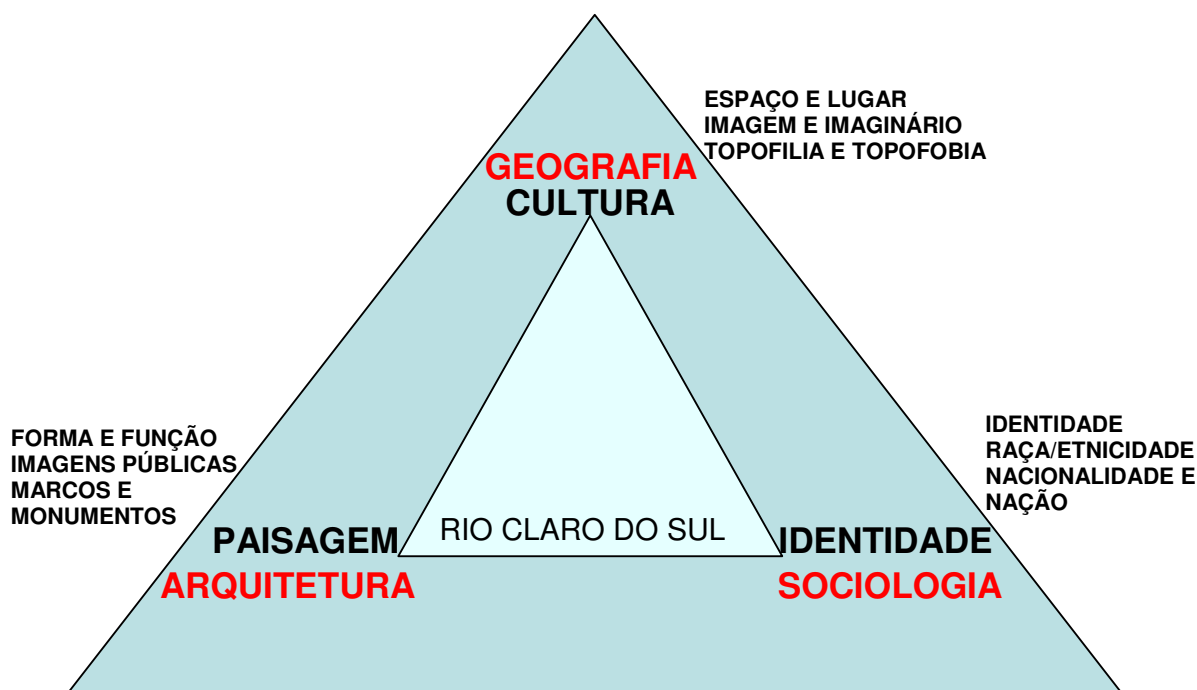 ESPAÇO E LUGAR
IMAGEM E IMAGINÁRIO
TOPOFILIA E TOPOFOBIA
GEOGRAFIA
CULTURA
FORMA E FUNÇÃO
IMAGENS PÚBLICAS
MARCOS E
MONUMENTOS
IDENTIDADE
RAÇA/ETNICIDADE
NACIONALIDADE E
NAÇÃO
PAISAGEM
ARQUITETURA
RIO CLARO DO SUL
IDENTIDADE
SOCIOLOGIA